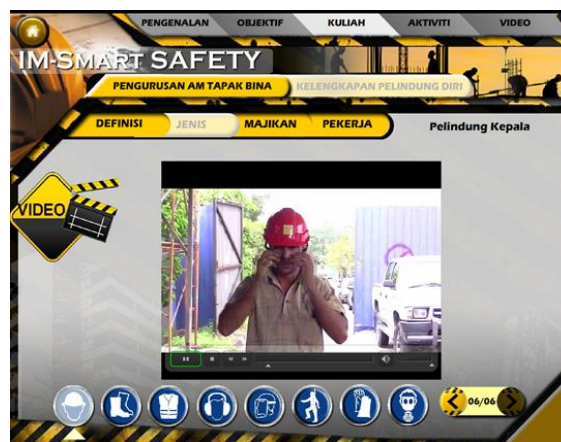 PENGENALAN OBJEKTIF KULIAH AKTIVITI VIDEO
IM-SMART SAFETY
PENGURUSAN AM TAPAK BINA KELENGKAPAN PELINDUNG DIRI
DEFINISI JENIS MAJIKAN PEKERJA Pelindung Kepala
VIDEO
06/06